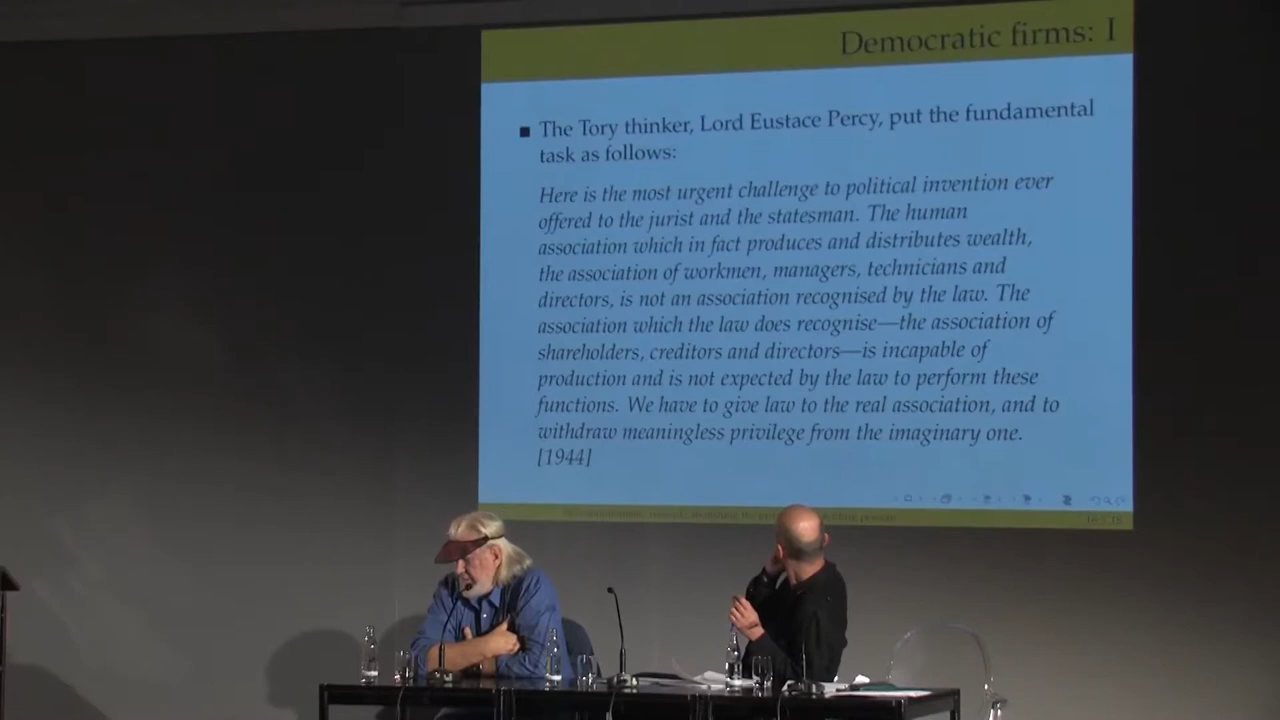 Democratic firms: I
■ The Tory thinker, Lord Eustace Percy, put the fundamental
task as follows:
Here is the most urgent challenge to political invention ever
offered to the jurist and the statesman. The human
association which in fact produces and distributes wealth,
the association of workmen, managers, technicians and
directors, is not an association recognised by the law. The
association which the law does recognise—the association of
shareholders, creditors and directors—is incapable of
production and is not expected by the law to perform these
functions. We have to give law to the real association, and to
withdraw meaningless privilege from the imaginary one.
[1944]